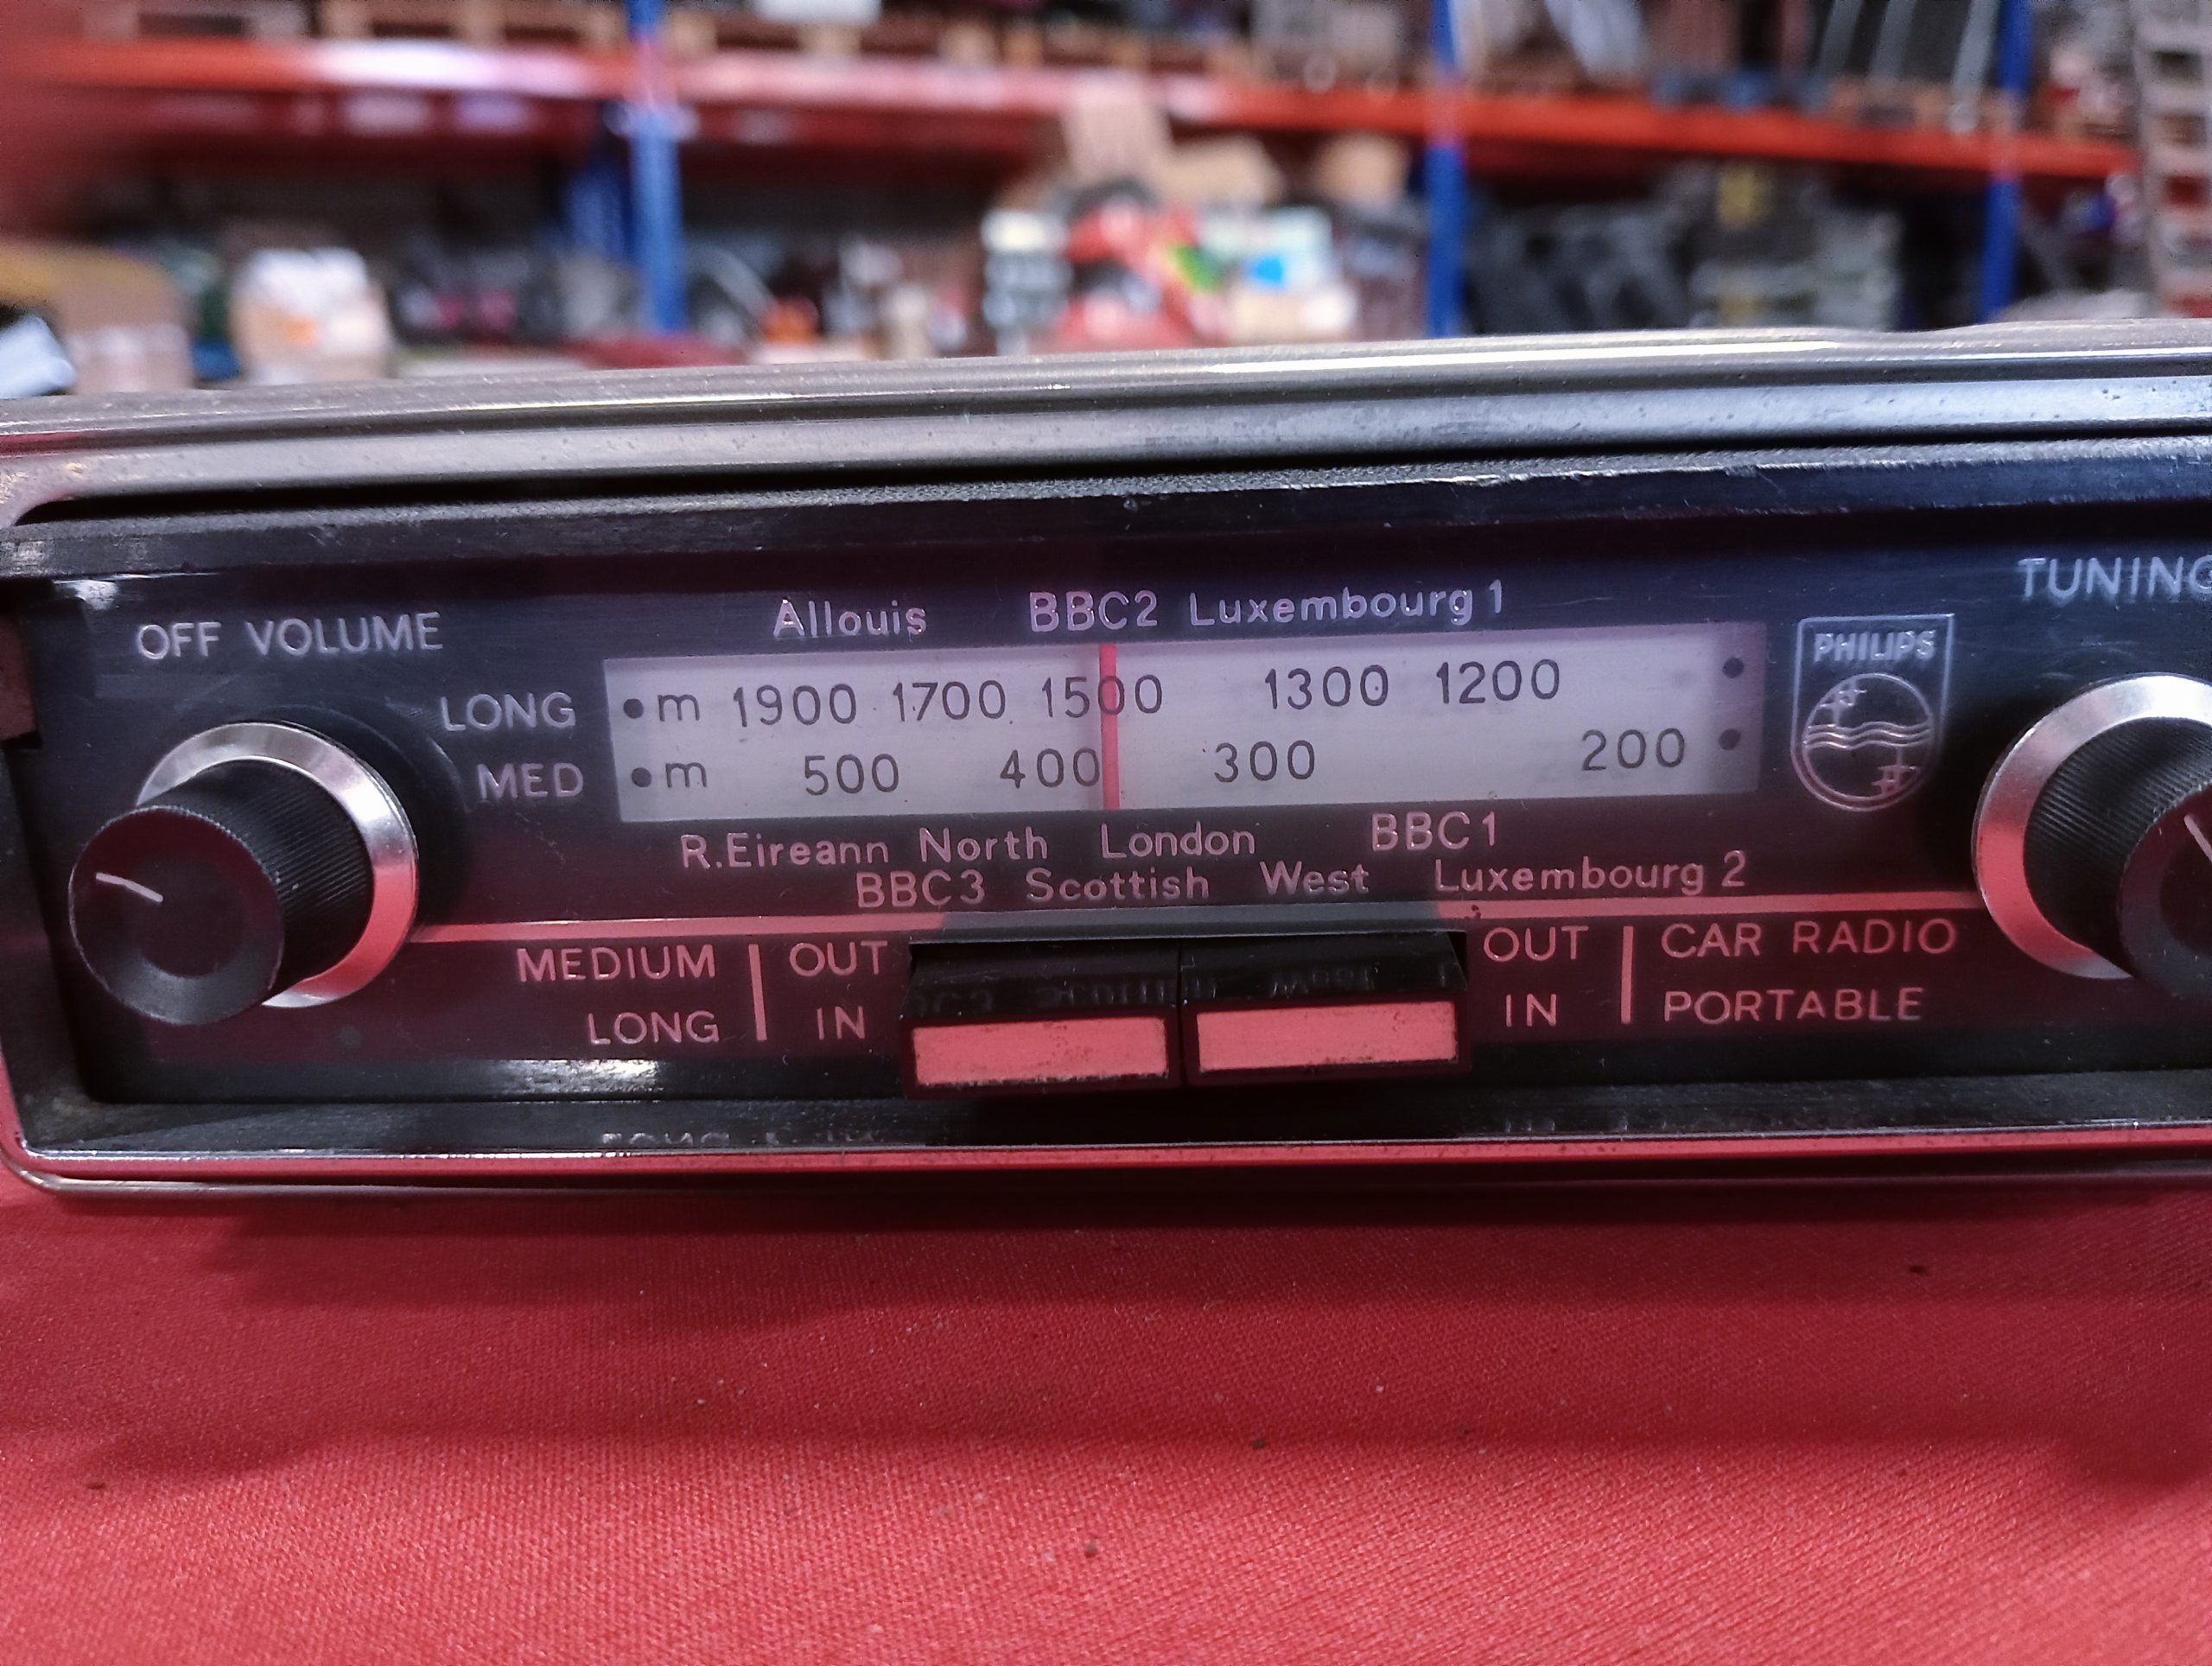 OFF VOLUME
Allouis BBC2 Luxembourg 1
PHILIPS
TUNING
LONG • m 1900 1700 1500 1300 1200 •
MED • m 500 400 300 200 •
R.Eireann North London BBC1
BBC3 Scottish West Luxembourg 2
MEDIUM | OUT
LONG | IN
OUT | CAR RADIO
IN | PORTABLE